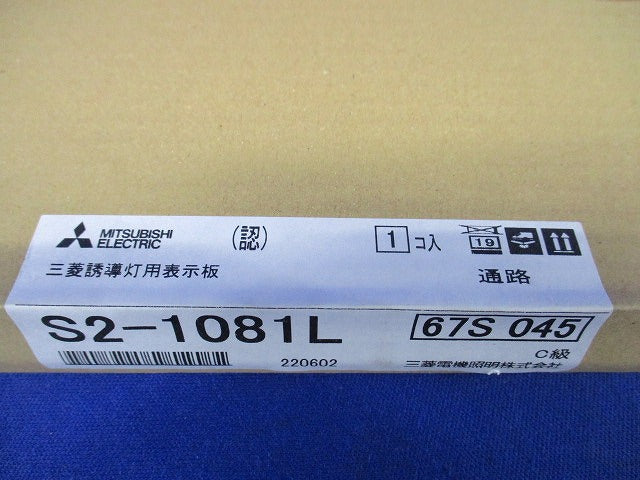 MITSUBISHI ELECTRIC (認) 1 コ入 19
三菱誘導灯用表示板 通路
S2-1081L 67S 045
220602 C級
三菱電機照明株式会社